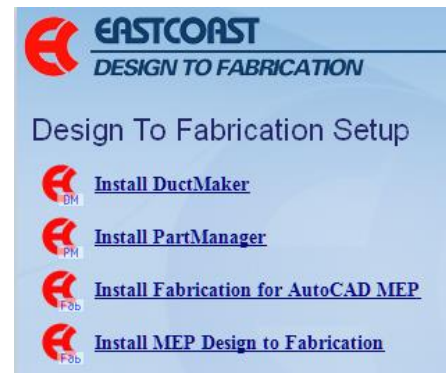 EASTCOAST
DESIGN TO FABRICATION
Design To Fabrication Setup
DM Install DuctMaker
PM Install PartManager
Fab Install Fabrication for AutoCAD MEP
Fab Install MEP Design to Fabrication